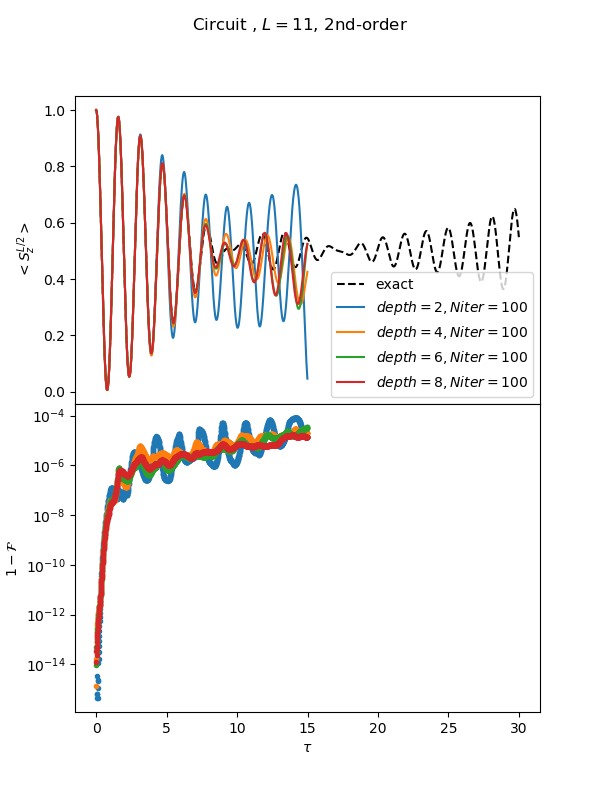 Circuit , $L = 11$, 2nd-order
1.0
0.8
0.6
0.4
0.2
0.0
$< S_z^{L/2} >$
exact
$depth = 2, Niter = 100$
$depth = 4, Niter = 100$
$depth = 6, Niter = 100$
$depth = 8, Niter = 100$
$10^{-4}$
$10^{-6}$
$10^{-8}$
$10^{-10}$
$10^{-12}$
$10^{-14}$
$1 - \mathcal{F}$
0 5 10 15 20 25 30
$\tau$